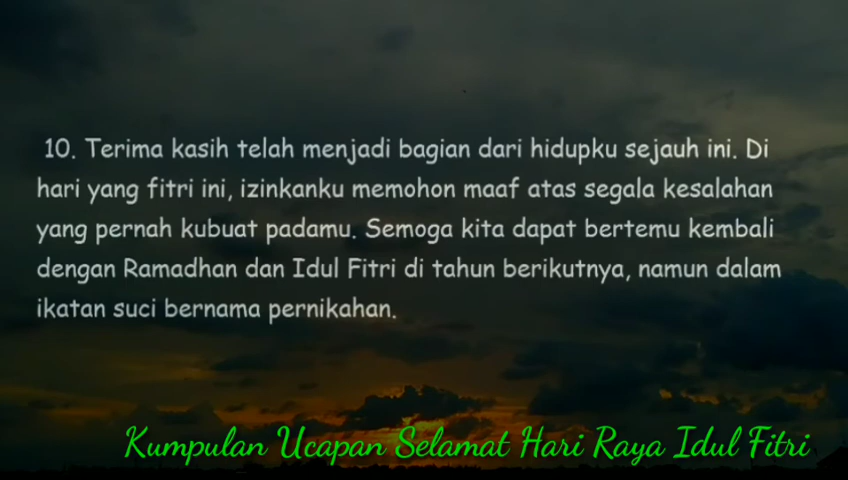 10. Terima kasih telah menjadi bagian dari hidupku sejauh ini. Di
hari yang fitri ini, izinkanku memohon maaf atas segala kesalahan
yang pernah kubuat padamu. Semoga kita dapat bertemu kembali
dengan Ramadhan dan Idul Fitri di tahun berikutnya, namun dalam
ikatan suci bernama pernikahan.
Kumpulan Ucapan Selamat Hari Raya Idul Fitri